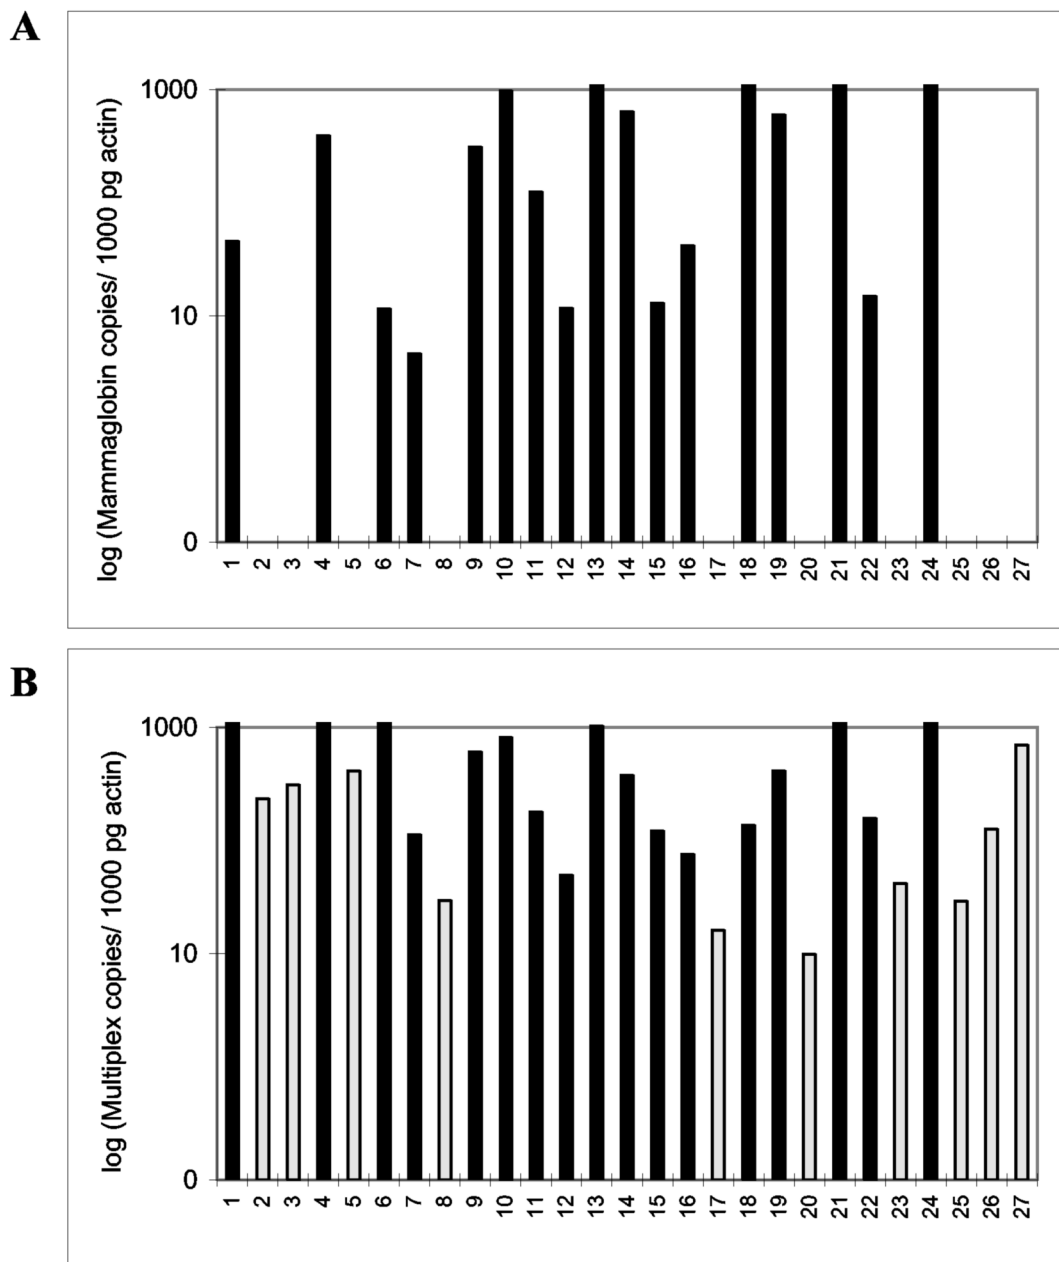 A
log (Mammaglobin copies/ 1000 pg actin)
1000
10
0
1 2 3 4 5 6 7 8 9 10 11 12 13 14 15 16 17 18 19 20 21 22 23 24 25 26 27
B
log (Multiplex copies/ 1000 pg actin)
1000
10
0
1 2 3 4 5 6 7 8 9 10 11 12 13 14 15 16 17 18 19 20 21 22 23 24 25 26 27